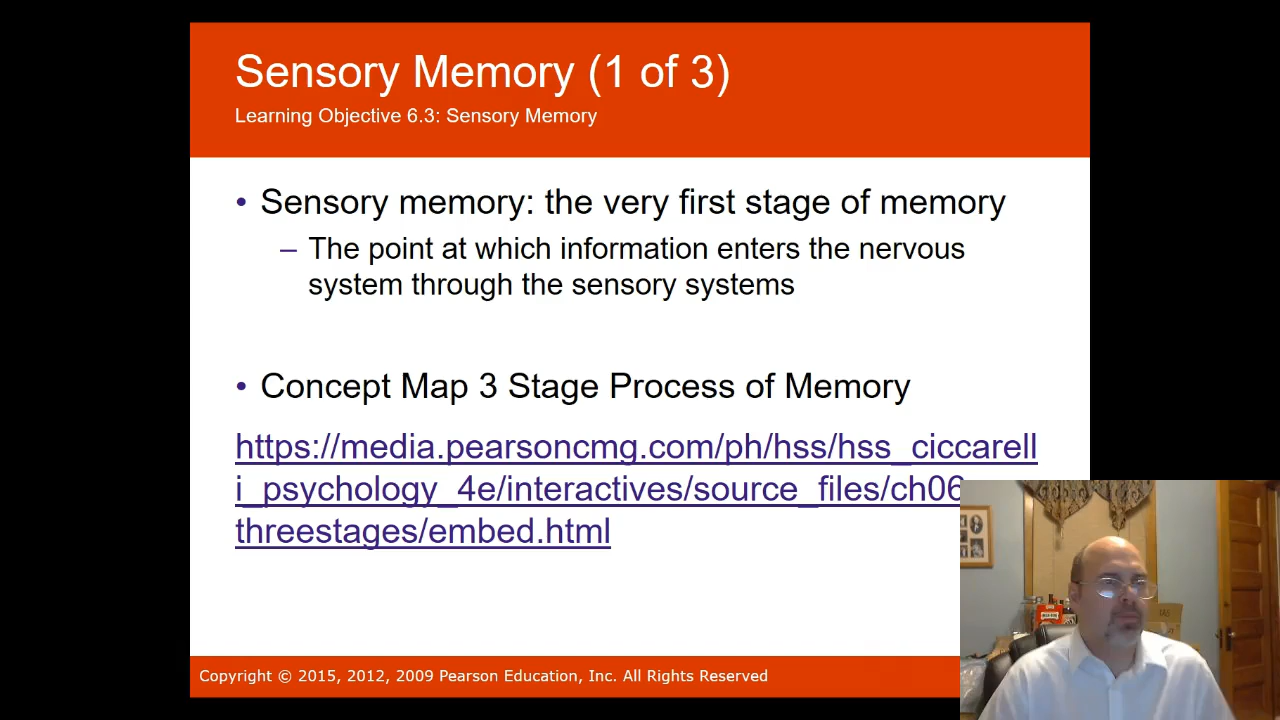 Sensory Memory (1 of 3)
Learning Objective 6.3: Sensory Memory
• Sensory memory: the very first stage of memory
– The point at which information enters the nervous
system through the sensory systems
• Concept Map 3 Stage Process of Memory
https://media.pearsoncmg.com/ph/hss/hss_ciccarell
i_psychology_4e/interactives/source_files/ch06
threestages/embed.html
Copyright © 2015, 2012, 2009 Pearson Education, Inc. All Rights Reserved